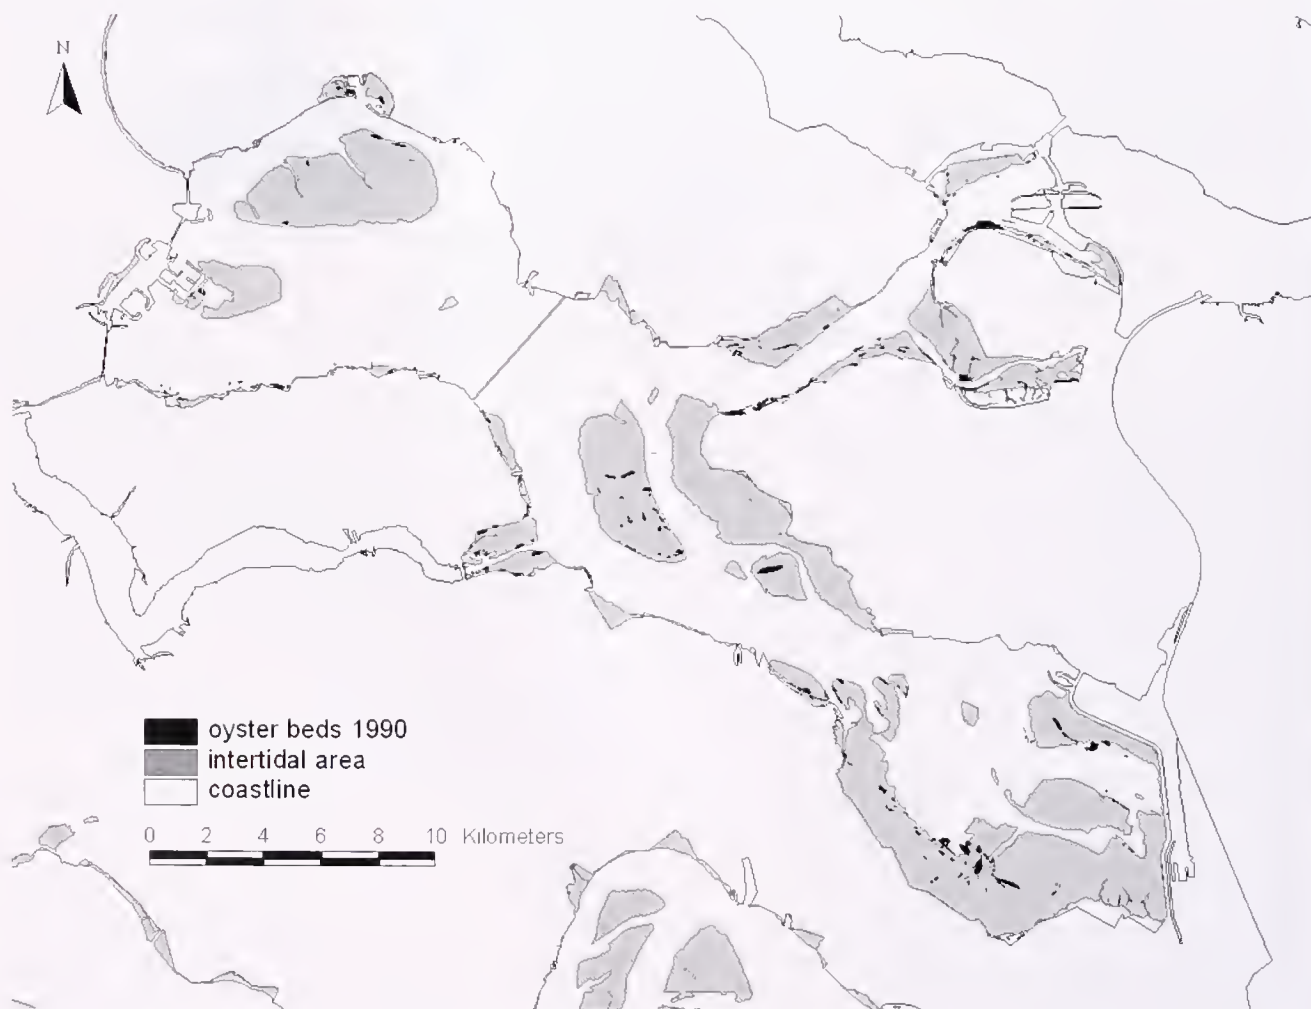 N
oyster beds 1990
intertidal area
coastline
0 2 4 6 8 10 Kilometers